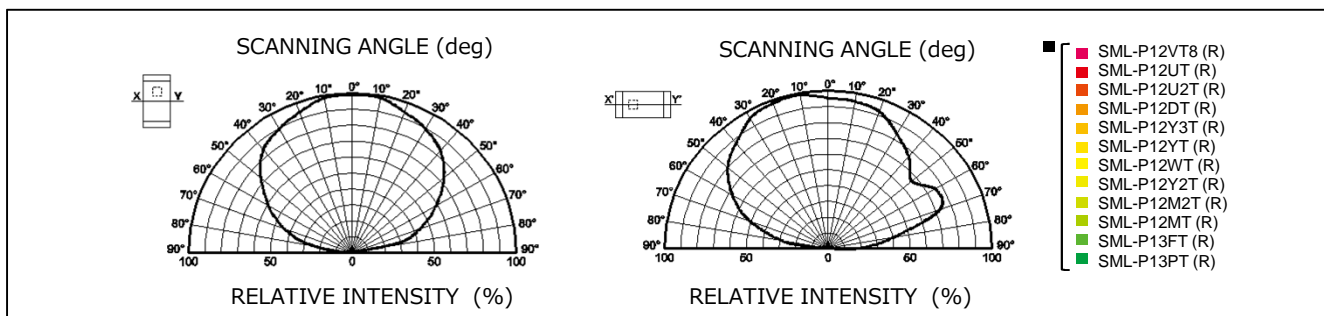 SCANNING ANGLE (deg)
X Y
90° 80° 70° 60° 50° 40° 30° 20° 10° 0° 10° 20° 30° 40° 50° 60° 70° 80° 90°
100 50 0 50 100
RELATIVE INTENSITY (%)
SCANNING ANGLE (deg)
X' Y'
90° 80° 70° 60° 50° 40° 30° 20° 10° 0° 10° 20° 30° 40° 50° 60° 70° 80° 90°
100 50 0 60 100
RELATIVE INTENSITY (%)
SML-P12VT8 (R)
SML-P12UT (R)
SML-P12U2T (R)
SML-P12DT (R)
SML-P12Y3T (R)
SML-P12YT (R)
SML-P12WT (R)
SML-P12Y2T (R)
SML-P12M2T (R)
SML-P12MT (R)
SML-P13FT (R)
SML-P13PT (R)